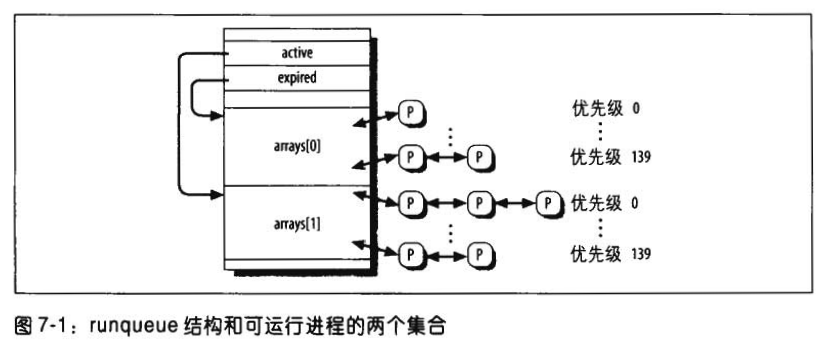 active
expired
P
优先级 0
arrays[0]
P P
优先级 139
P P P
优先级 0
arrays[1]
P P
优先级 139
图 7-1：runqueue 结构和可运行进程的两个集合